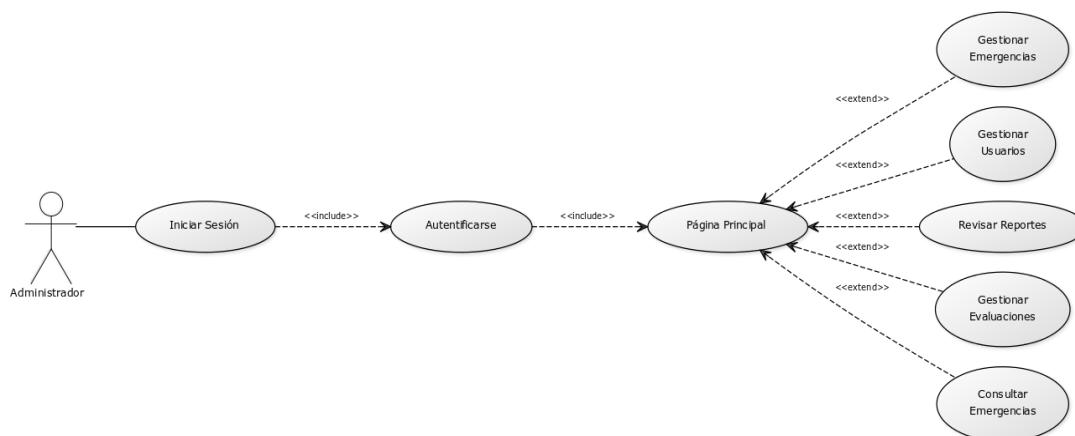 Gestionar
Emergencias
<<extend>>
Gestionar
Usuarios
<<extend>>
Administrador
Iniciar Sesión
<<include>>
Autentificarse
<<include>>
Página Principal
<<extend>>
Revisar Reportes
<<extend>>
Gestionar
Evaluaciones
<<extend>>
Consultar
Emergencias